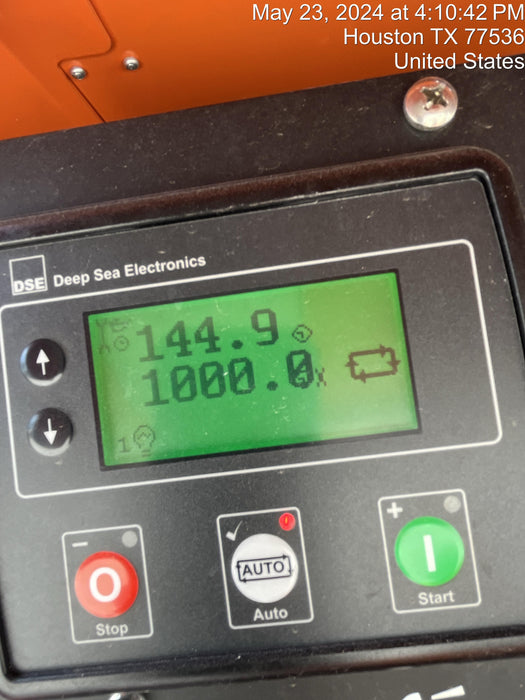 May 23, 2024 at 4:10:42 PM
Houston TX 77536
United States
DSE Deep Sea Electronics
144.9
1000.0
1
− Stop
✓ AUTO Auto
+ Start